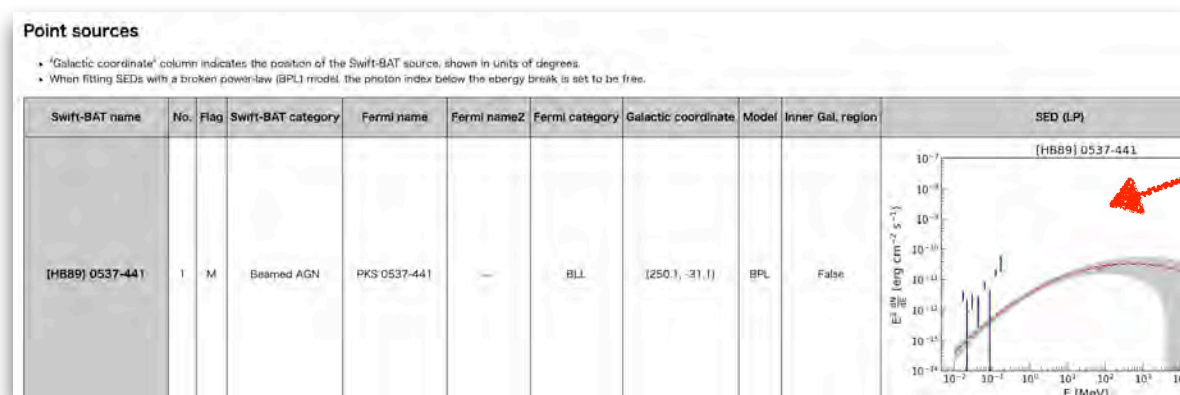 Point sources
• "Galactic coordinate" column indicates the position of the Swift-BAT source, shown in units of degrees.
• When fitting SEDs with a broken power-law (BPL) model, the photon index below the ebergy break is set to be free.
Swift-BAT name No. Flag Swift-BAT category Fermi name Fermi name2 Fermi category Galactic coordinate Model Inner Gal. region SED (LP)
[HB89] 0537-441 1 M Beamed AGN PKS 0537-441 — BLL (250.1, -31.1) BPL False
[HB89] 0537-441
10⁻⁷
10⁻⁸
10⁻⁹
10⁻¹⁰
10⁻¹¹
10⁻¹²
10⁻¹³
10⁻¹⁴
E² dN/dE [erg cm⁻² s⁻¹]
10⁻² 10⁻¹ 10⁰ 10¹ 10² 10³
E [MeV]